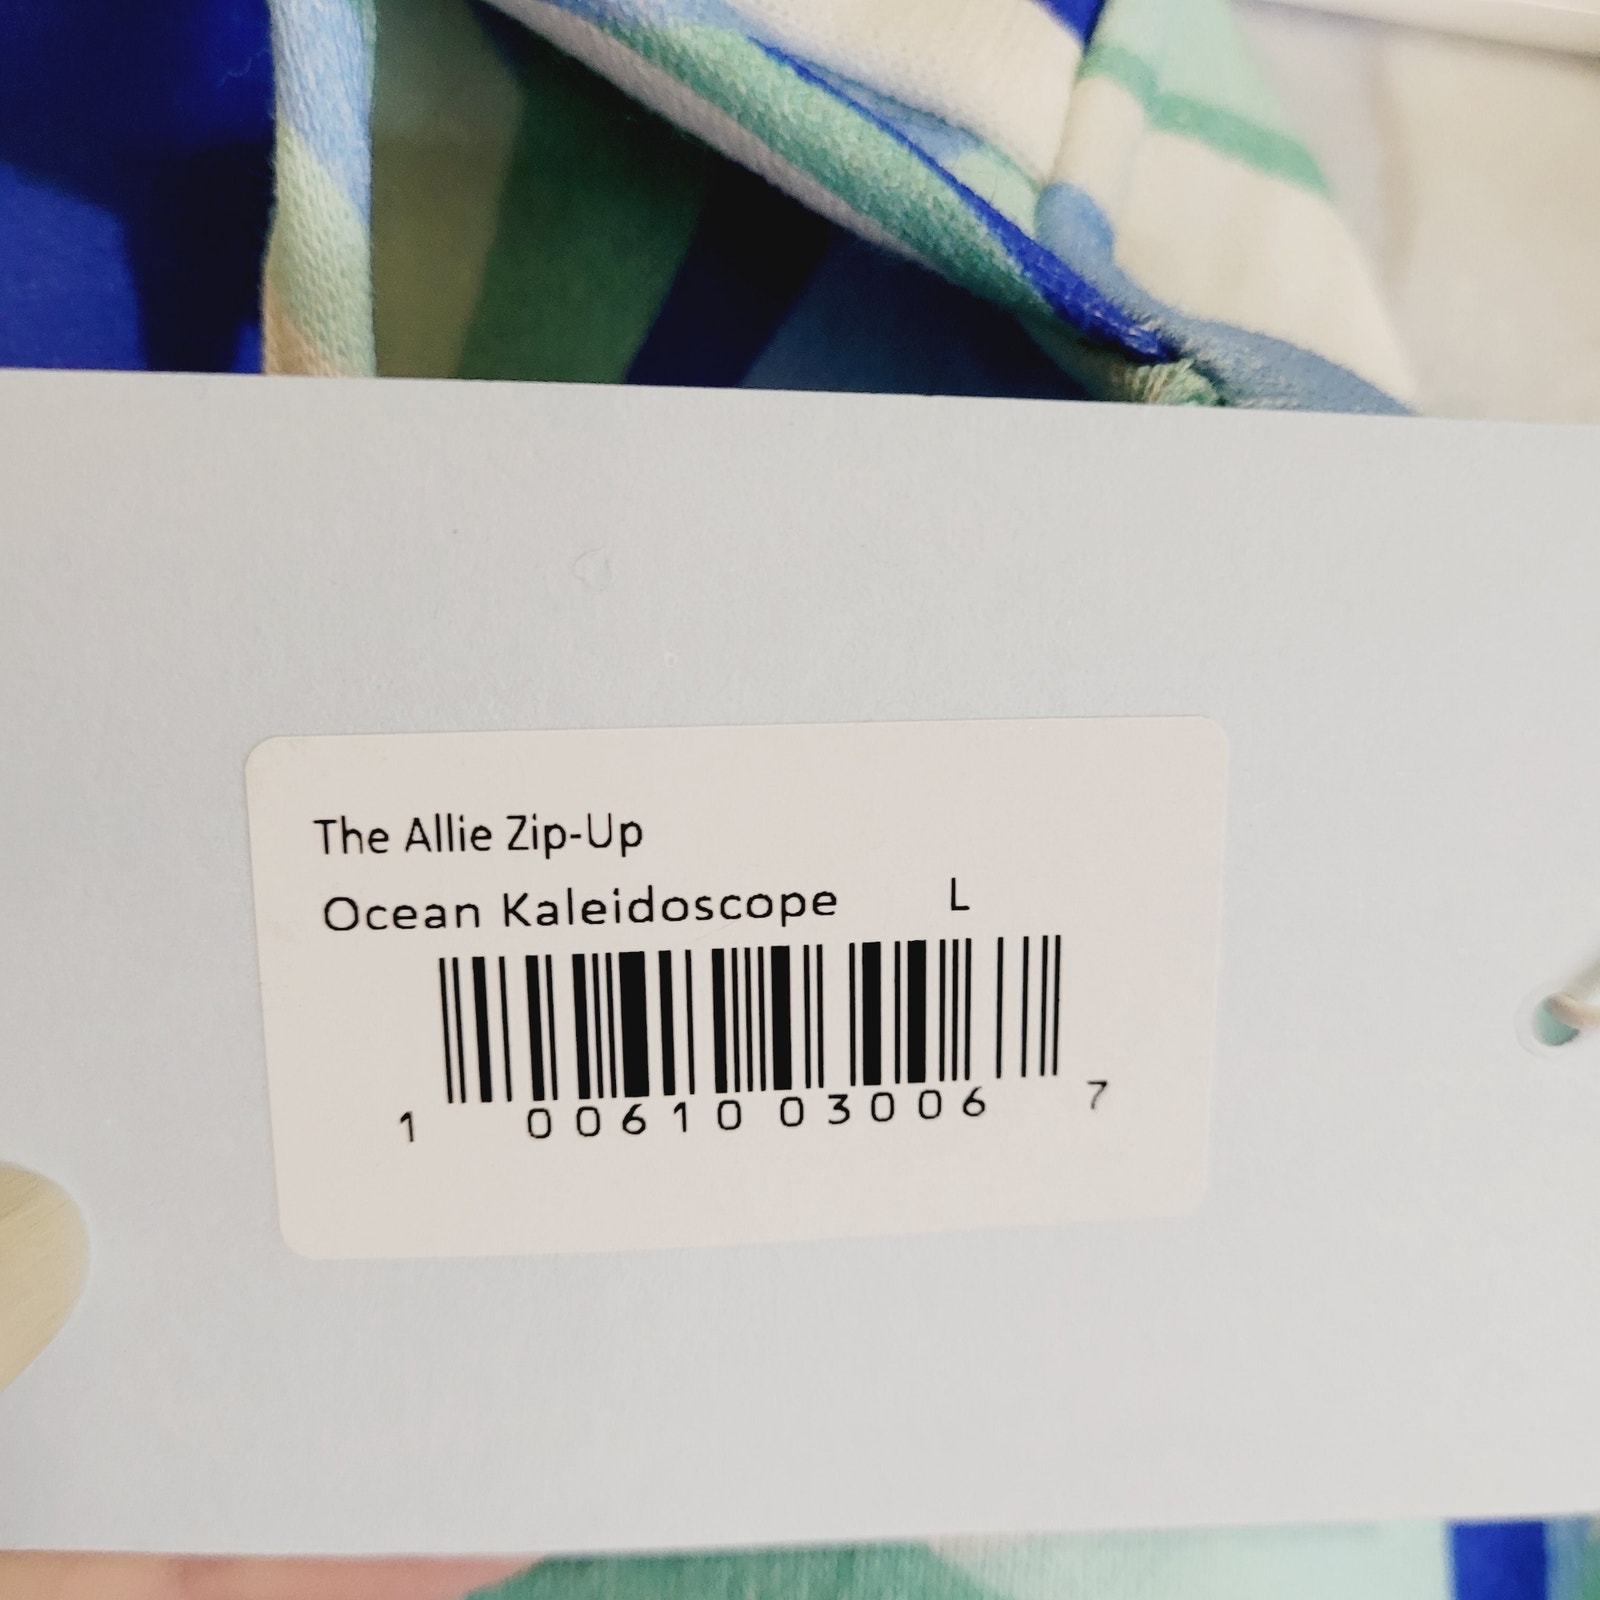 The Allie Zip-Up
Ocean Kaleidoscope L
1 00610 03006 7